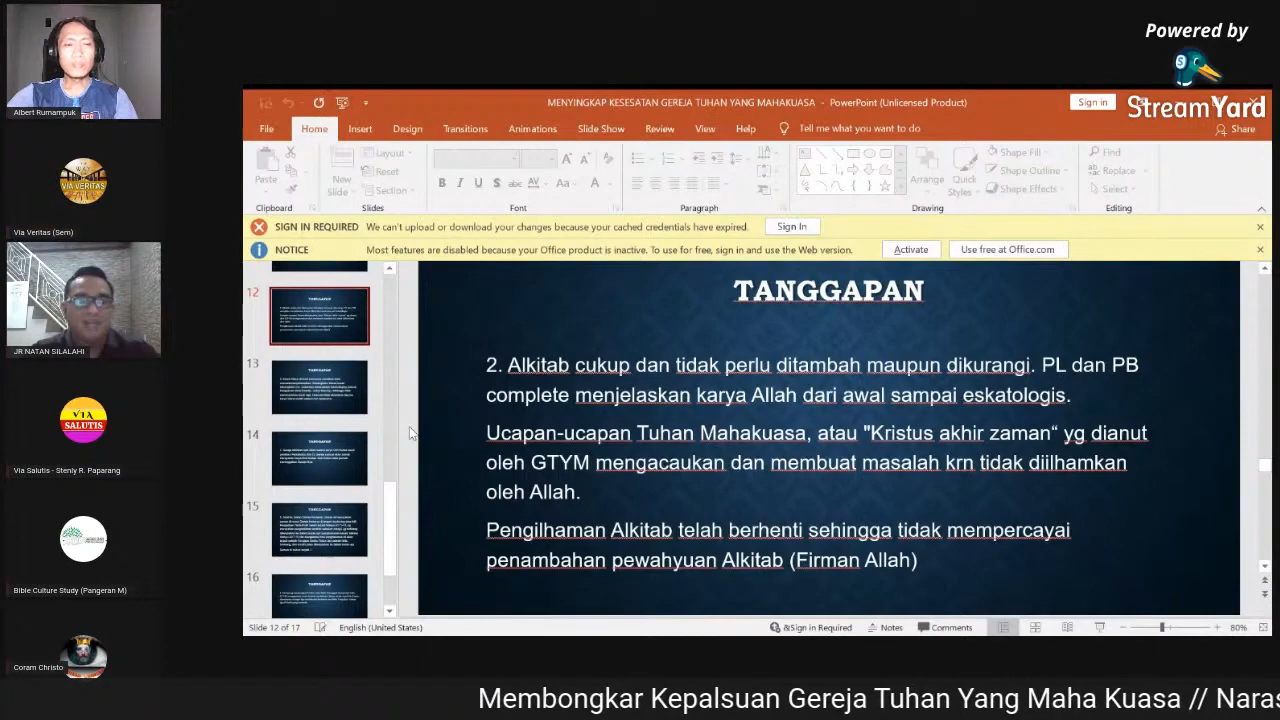 Albert Rumampuk
VIA VERITAS
Via Veritas (Sem)
JR NATAN SILALAHI
VIA
SALUTIS
Via Salutis - Stenly R. Paparang
Bible Culture Study (Pangeran M)
Coram Christo
Powered by
StreamYard
MENYINGKAP KESESATAN GEREJA TUHAN YANG MAHAKUASA - PowerPoint (Unlicensed Product)
Sign in
File Home Insert Design Transitions Animations Slide Show Review View Help Tell me what you want to do
Share
Paste
New Slide
Layout
Reset
Section
Arrange
Quick Styles
Shape Fill
Shape Outline
Shape Effects
Find
Replace
Select
Clipboard Slides Font Paragraph Drawing Editing
SIGN IN REQUIRED We can't upload or download your changes because your cached credentials have expired. Sign In
NOTICE Most features are disabled because your Office product is inactive. To use for free, sign in and use the Web version. Activate Use free at Office.com
12
13
14
15
16
TANGGAPAN
2. Alkitab cukup dan tidak perlu ditambah maupun dikurangi. PL dan PB
complete menjelaskan karya Allah dari awal sampai eskatologis.
Ucapan-ucapan Tuhan Mahakuasa, atau "Kristus akhir zaman“ yg dianut
oleh GTYM mengacaukan dan membuat masalah krn tidak diilhamkan
oleh Allah.
Pengilhaman Alkitab telah selesai sehingga tidak mempunyai
penambahan pewahyuan Alkitab (Firman Allah)
Slide 12 of 17 English (United States)
&Sign in Required Notes Comments 80%
Membongkar Kepalsuan Gereja Tuhan Yang Maha Kuasa // Naras